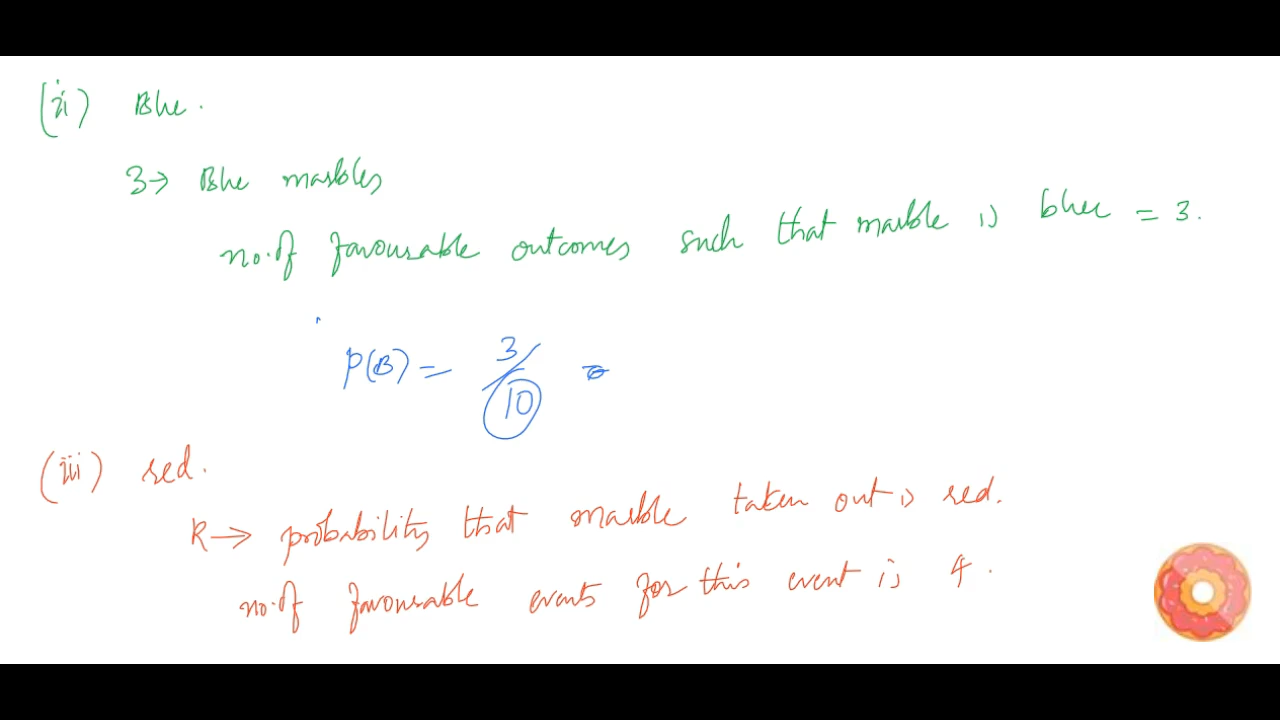 (ii) Blue.
3→ Blue marbles
no. of favourable outcomes such that marble is blue = 3.
P(B) = 3/10
(iii) red.
R→ probability that marble taken out is red.
no. of favourable events for this event is 4.